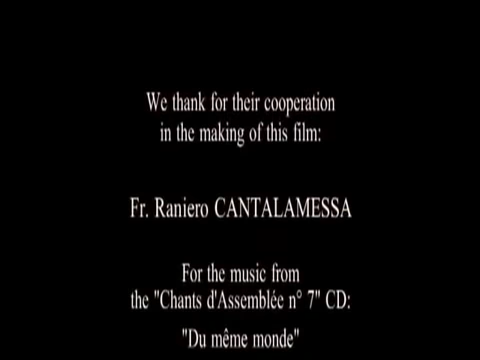 We thank for their cooperation
in the making of this film:
Fr. Raniero CANTALAMESSA
For the music from
the "Chants d'Assemblée n° 7" CD:
"Du même monde"